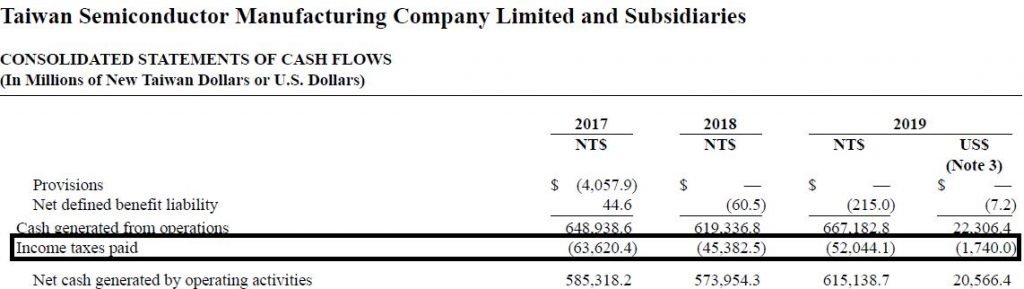 Taiwan Semiconductor Manufacturing Company Limited and Subsidiaries
CONSOLIDATED STATEMENTS OF CASH FLOWS
(In Millions of New Taiwan Dollars or U.S. Dollars)
2017 2018 2019
NT$ NT$ NT$ US$
(Note 3)
Provisions $ (4,057.9) $ — $ — $ —
Net defined benefit liability 44.6 (60.5) (215.0) (7.2)
Cash generated from operations 648,938.6 619,336.8 667,182.8 22,306.4
Income taxes paid (63,620.4) (45,382.5) (52,044.1) (1,740.0)
Net cash generated by operating activities 585,318.2 573,954.3 615,138.7 20,566.4